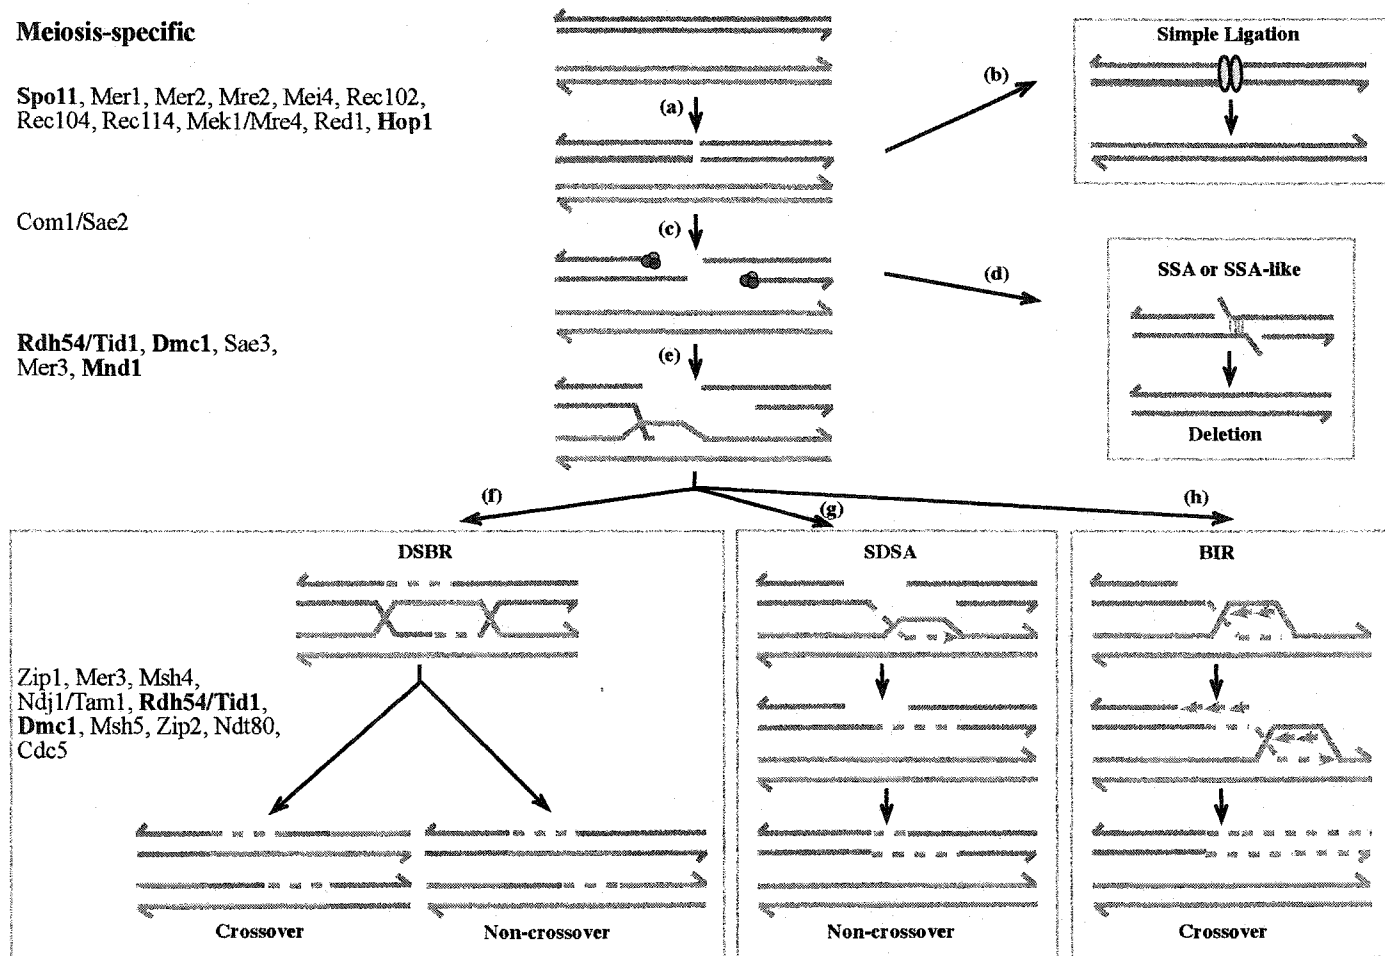 Meiosis-specific
Simple Ligation
(b)
Spo11, Mer1, Mer2, Mre2, Mei4, Rec102,
Rec104, Rec114, Mek1/Mre4, Red1, Hop1
(a)
Com1/Sae2
(c)
(d)
SSA or SSA-like
Rdh54/Tid1, Dmc1, Sae3,
Mer3, Mnd1
(e)
Deletion
(f)
(g)
(h)
DSBR
SDSA
BIR
Zip1, Mer3, Msh4,
Ndj1/Tam1, Rdh54/Tid1,
Dmc1, Msh5, Zip2, Ndt80,
Cdc5
Crossover
Non-crossover
Non-crossover
Crossover